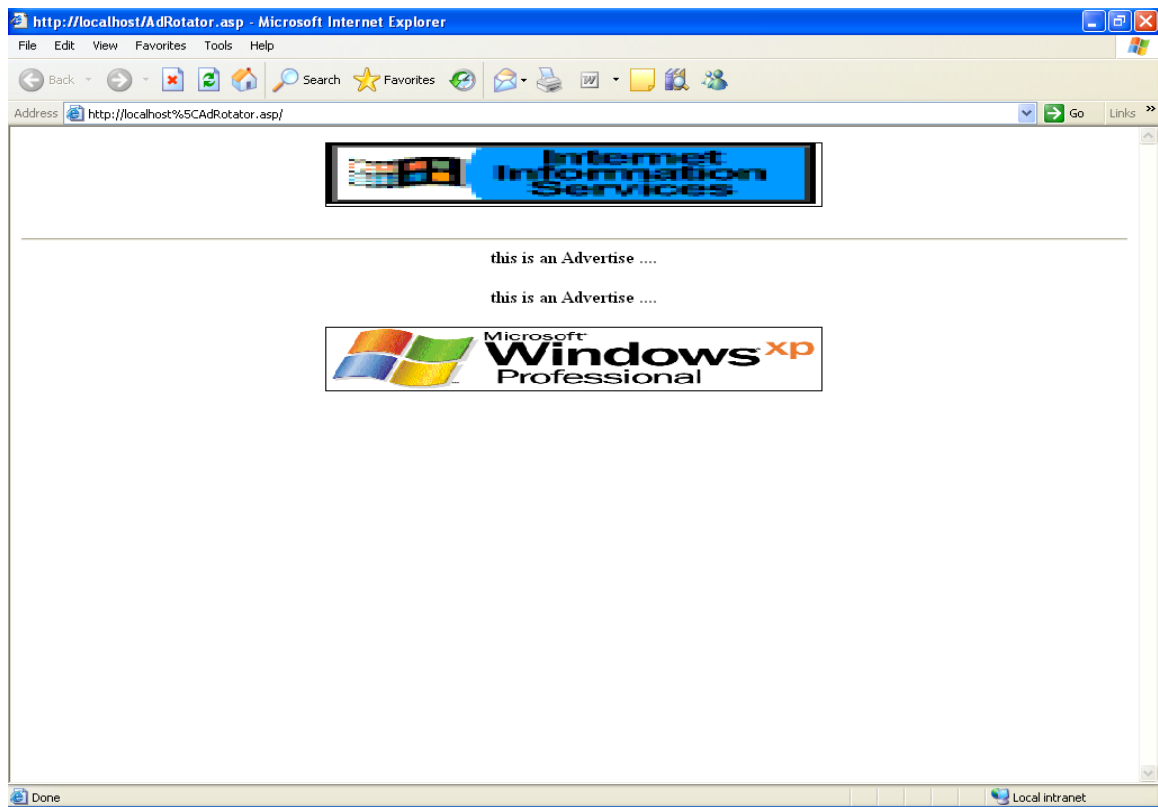 http://localhost/AdRotator.asp - Microsoft Internet Explorer
File Edit View Favorites Tools Help
Back Search Favorites
Address http://localhost%5CAdRotator.asp/ Go Links »
Internet
Information
Services
this is an Advertise ....
this is an Advertise ....
Microsoft
Windows xp
Professional
Done Local intranet